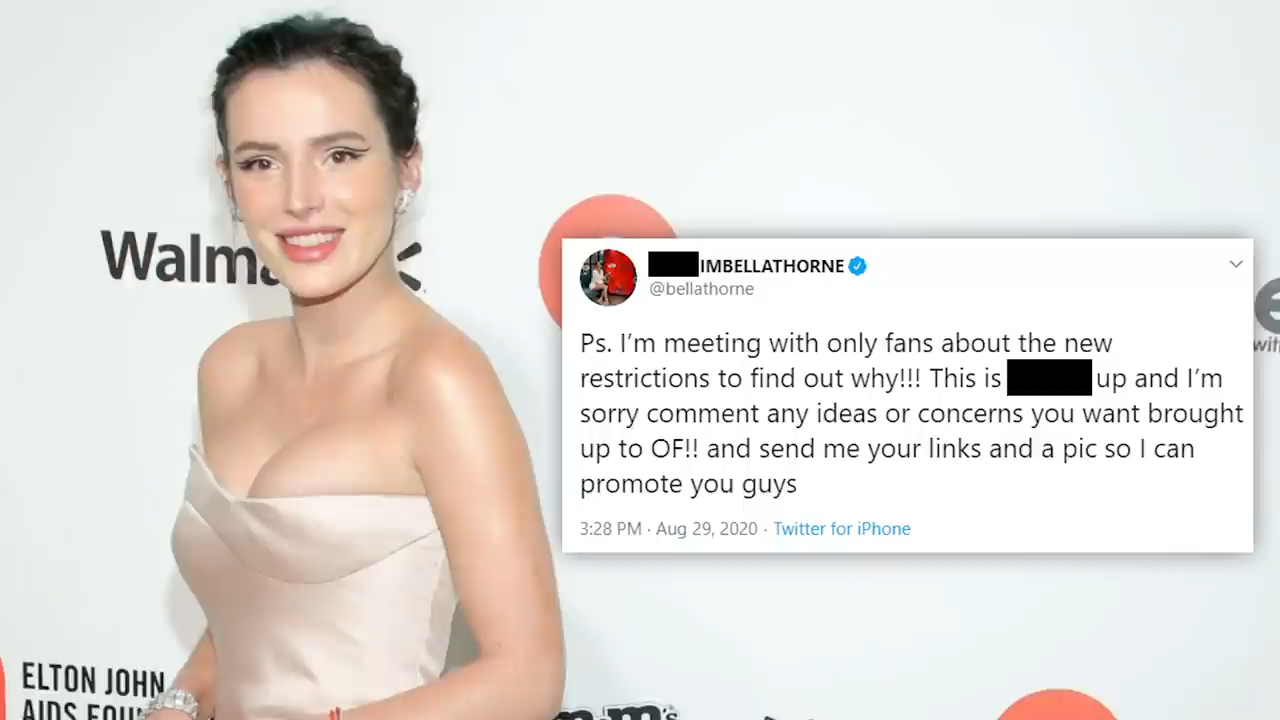 Walma
IMBELLATHORNE
@bellathorne
Ps. I’m meeting with only fans about the new
restrictions to find out why!!! This is up and I’m
sorry comment any ideas or concerns you want brought
up to OF!! and send me your links and a pic so I can
promote you guys
3:28 PM · Aug 29, 2020 · Twitter for iPhone
ELTON JOHN
AIDS
m's